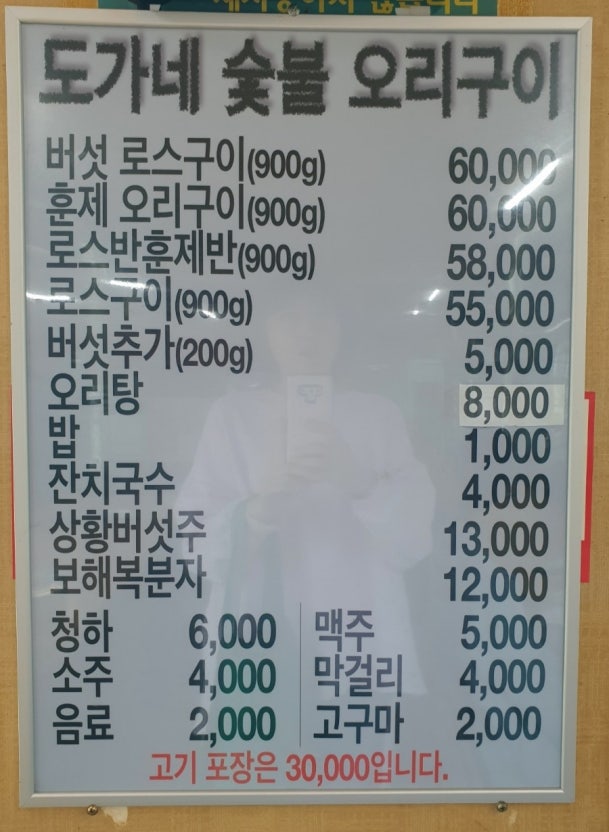 도가네 숯불 오리구이
버섯 로스구이(900g) 60,000
훈제 오리구이(900g) 60,000
로스반훈제반(900g) 58,000
로스구이(900g) 55,000
버섯추가(200g) 5,000
오리탕 8,000
밥 1,000
잔치국수 4,000
상황버섯주 13,000
보해복분자 12,000
청하 6,000 맥주 5,000
소주 4,000 막걸리 4,000
음료 2,000 고구마 2,000
고기 포장은 30,000입니다.